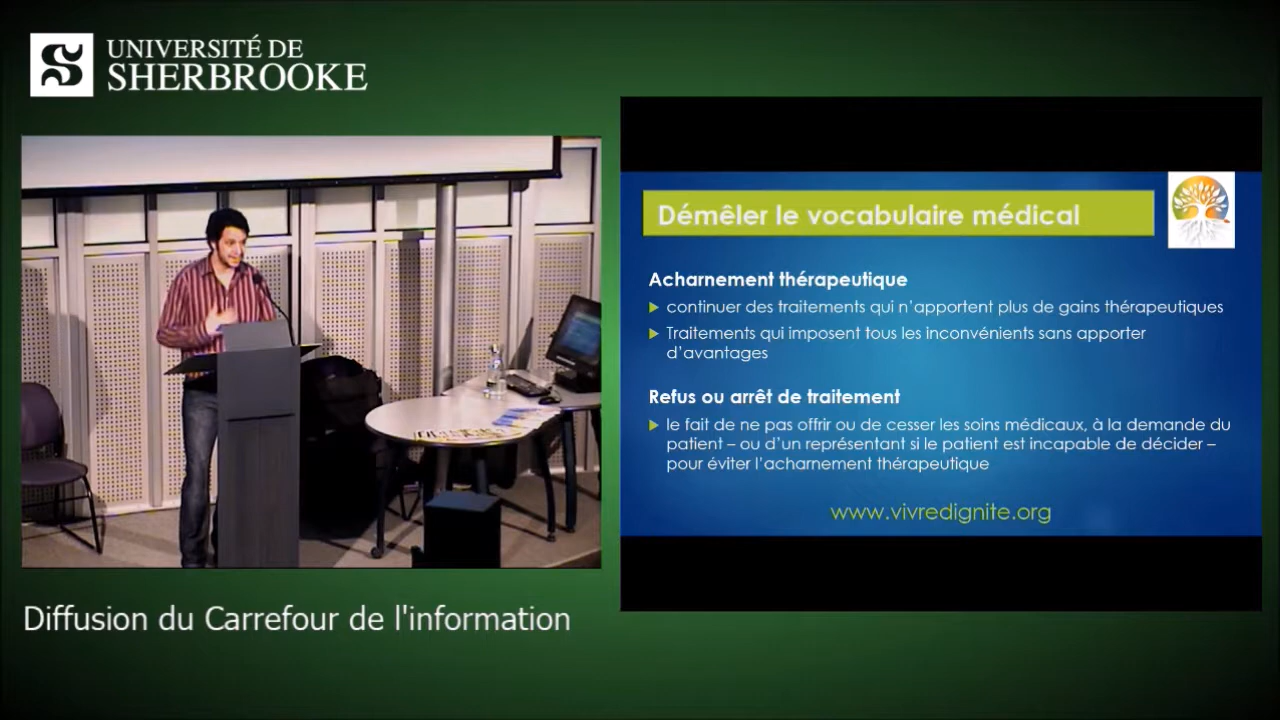 UNIVERSITÉ DE
SHERBROOKE
Démêler le vocabulaire médical
Acharnement thérapeutique
continuer des traitements qui n'apportent plus de gains thérapeutiques
Traitements qui imposent tous les inconvénients sans apporter
d'avantages
Refus ou arrêt de traitement
le fait de ne pas offrir ou de cesser les soins médicaux, à la demande du
patient – ou d'un représentant si le patient est incapable de décider –
pour éviter l'acharnement thérapeutique
www.vivredignite.org
Diffusion du Carrefour de l'information